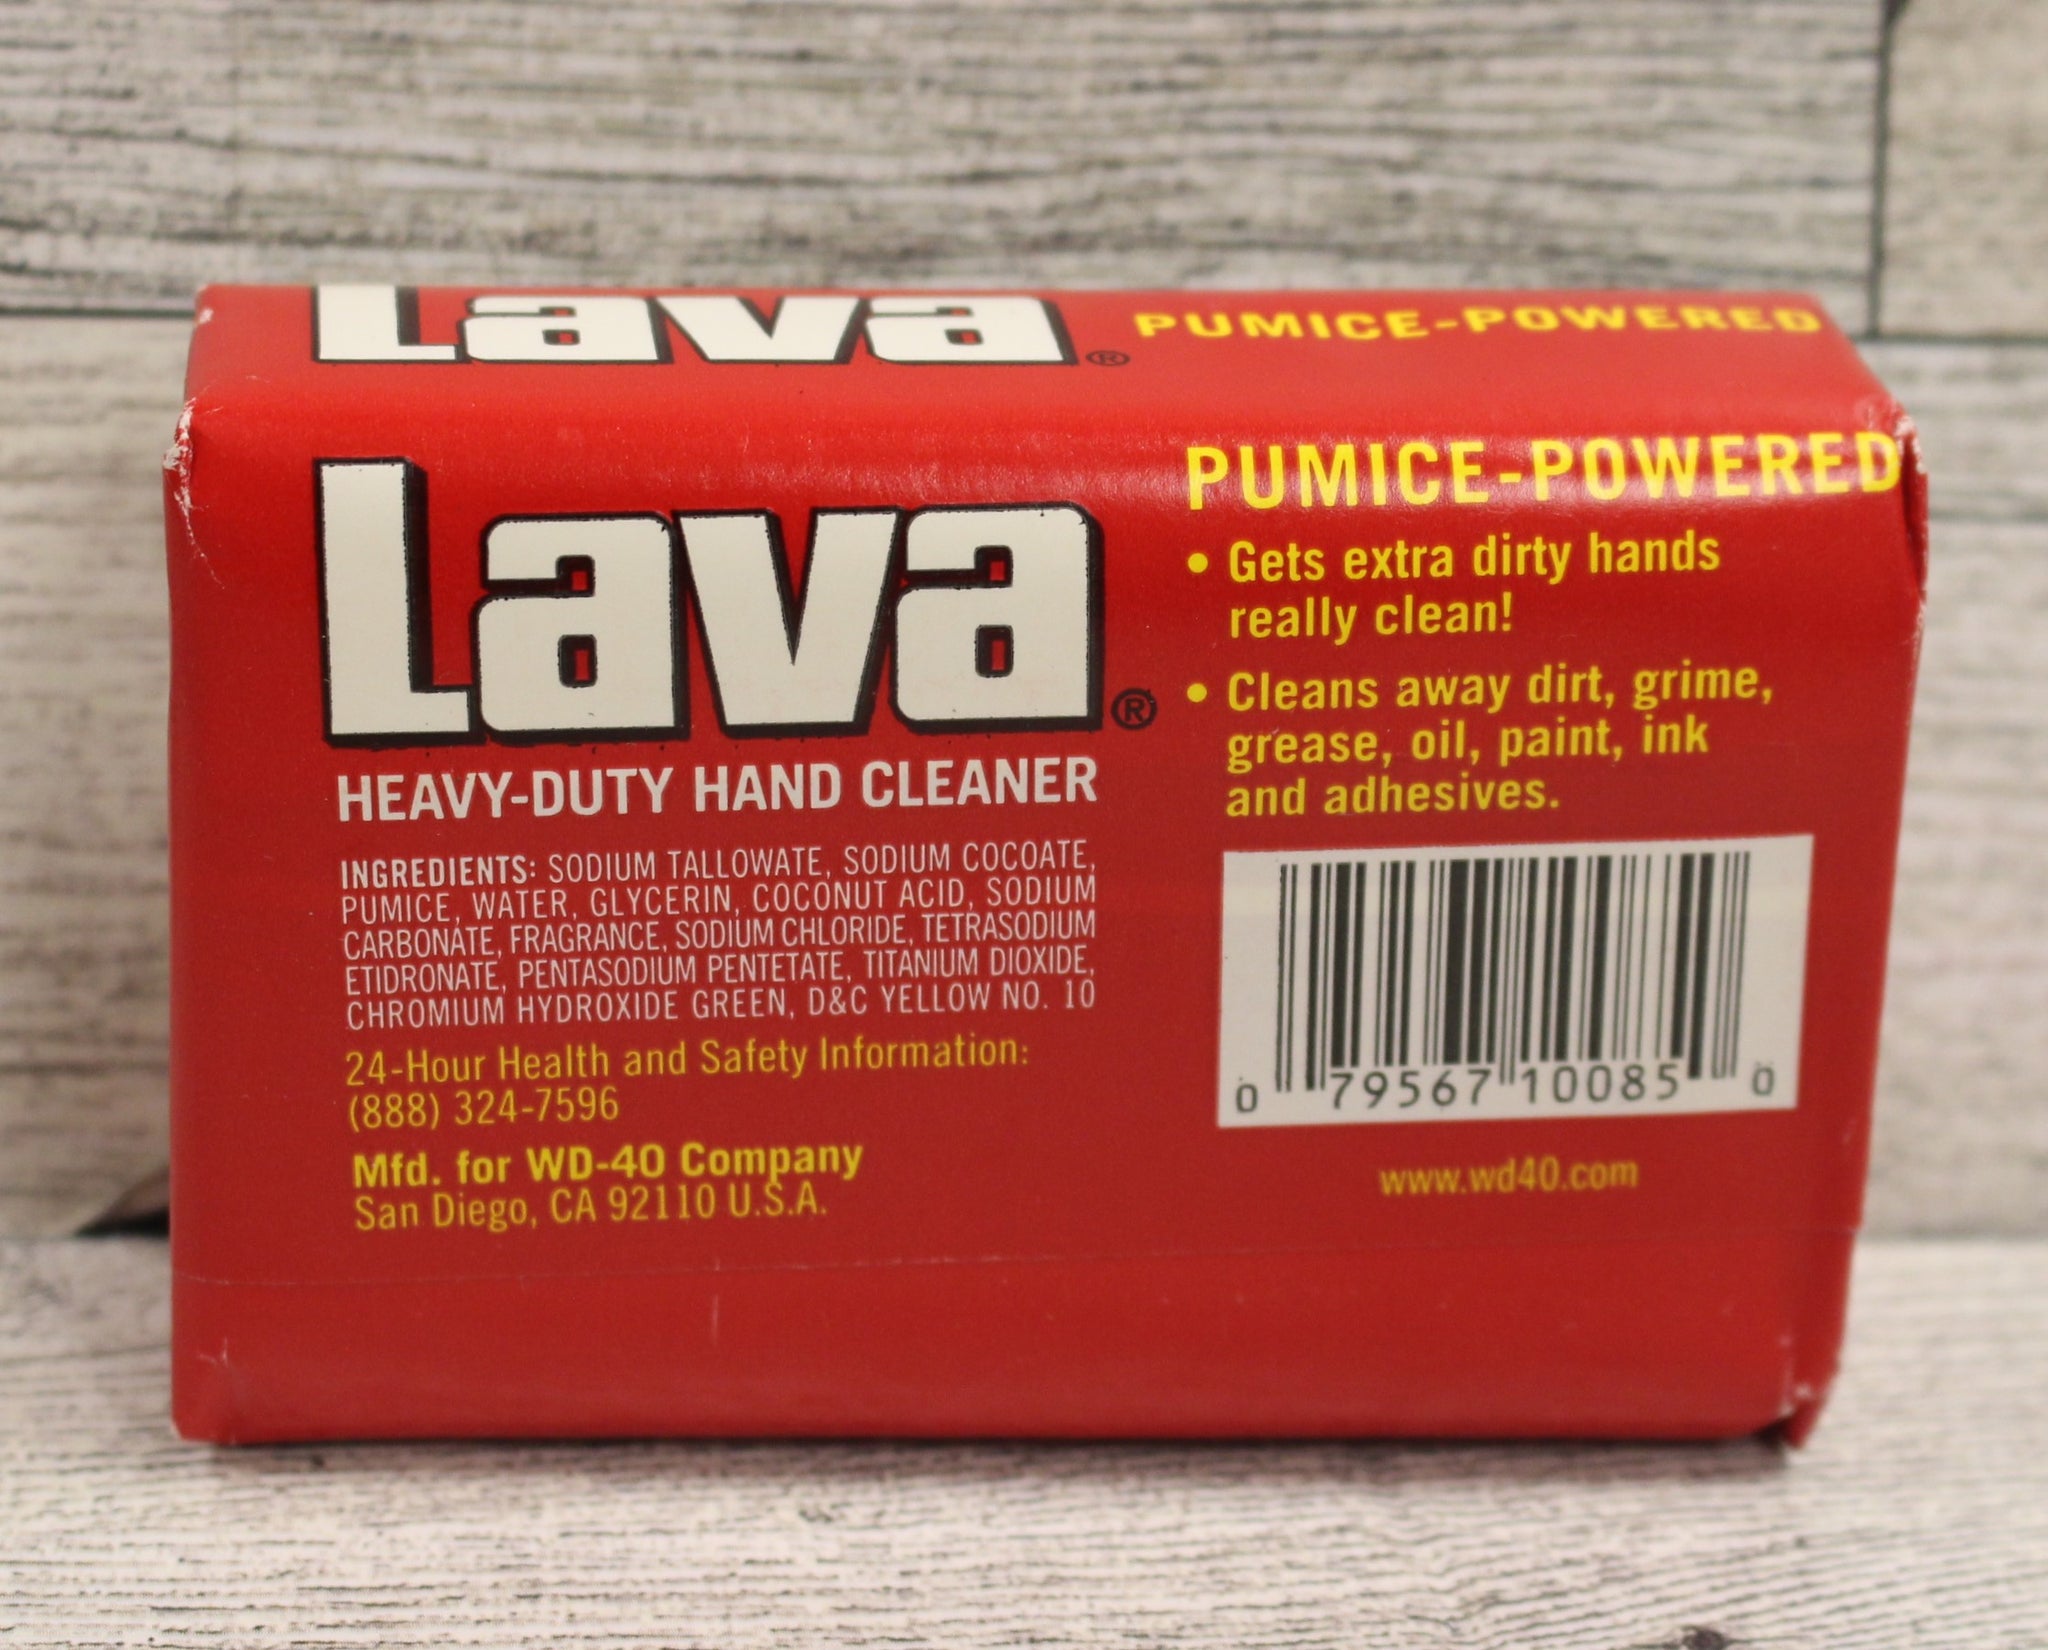 Lava® PUMICE-POWERED
Lava®
HEAVY-DUTY HAND CLEANER
INGREDIENTS: SODIUM TALLOWATE, SODIUM COCOATE,
PUMICE, WATER, GLYCERIN, COCONUT ACID, SODIUM
CARBONATE, FRAGRANCE, SODIUM CHLORIDE, TETRASODIUM
ETIDRONATE, PENTASODIUM PENTETATE, TITANIUM DIOXIDE,
CHROMIUM HYDROXIDE GREEN, D&C YELLOW NO. 10
24-Hour Health and Safety Information:
(888) 324-7596
Mfd. for WD-40 Company
San Diego, CA 92110 U.S.A.
PUMICE-POWERED
• Gets extra dirty hands
really clean!
• Cleans away dirt, grime,
grease, oil, paint, ink
and adhesives.
0 79567 10085 0
www.wd40.com